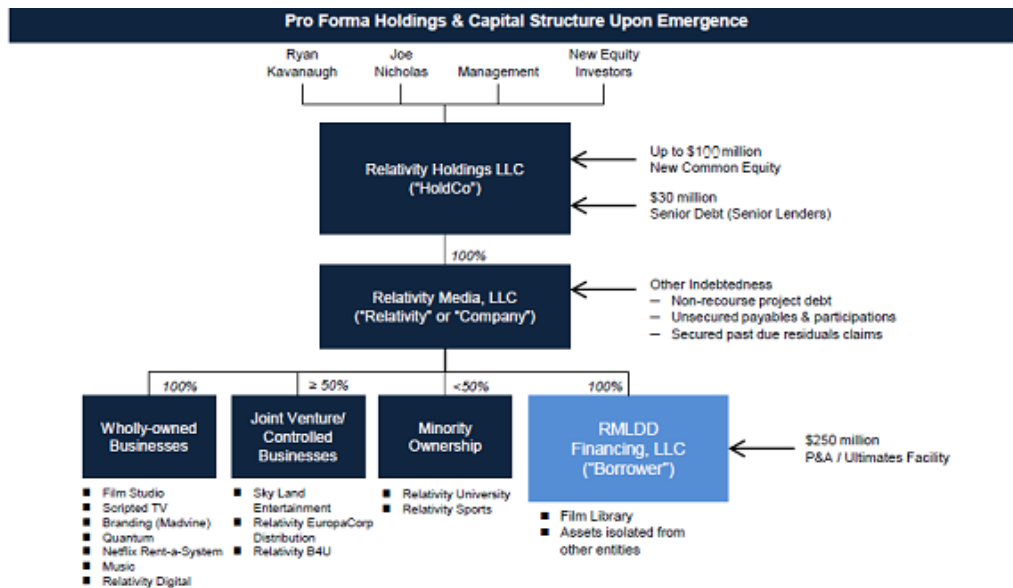 Pro Forma Holdings & Capital Structure Upon Emergence
Ryan
Kavanaugh
Joe
Nicholas
Management
New Equity
Investors
Relativity Holdings LLC
("HoldCo")
Up to $100 million
New Common Equity
$30 million
Senior Debt (Senior Lenders)
100%
Relativity Media, LLC
("Relativity" or "Company")
Other Indebtedness
– Non-recourse project debt
– Unsecured payables & participations
– Secured past due residuals claims
100%
≥ 50%
<50%
100%
Wholly-owned
Businesses
Joint Venture/
Controlled
Businesses
Minority
Ownership
RMLDD
Financing, LLC
("Borrower")
$250 million
P&A / Ultimates Facility
■ Film Studio
■ Scripted TV
■ Branding (Madvine)
■ Quantum
■ Netflix Rent-a-System
■ Music
■ Relativity Digital
■ Sky Land
Entertainment
■ Relativity EuropaCorp
Distribution
■ Relativity B4U
■ Relativity University
■ Relativity Sports
■ Film Library
■ Assets isolated from
other entities